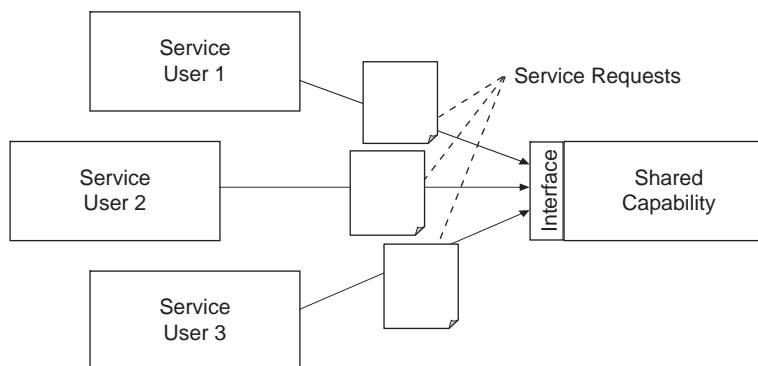 Service
User 1
Service Requests
Service
User 2
Interface
Shared
Capability
Service
User 3